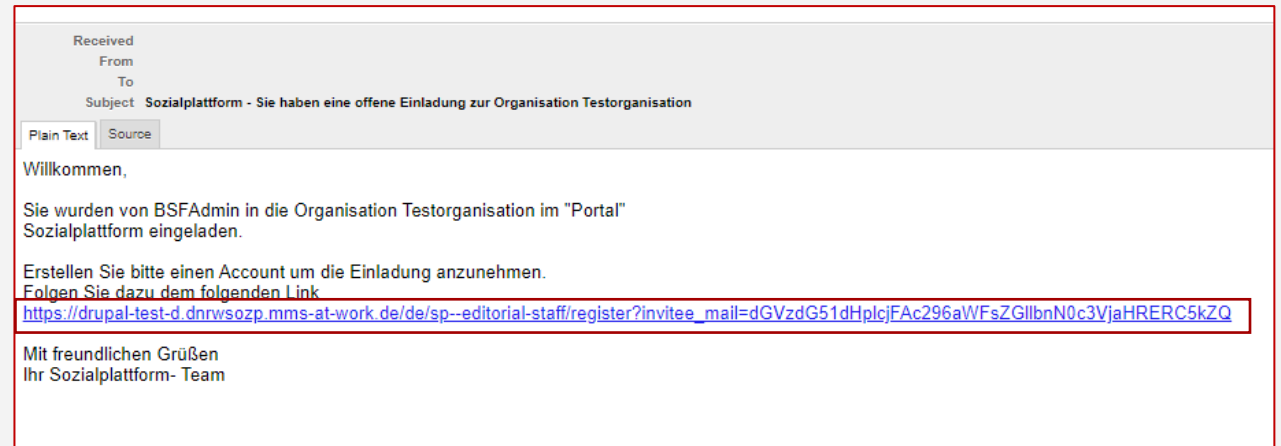 Received
From
To
Subject Sozialplattform - Sie haben eine offene Einladung zur Organisation Testorganisation
Plain Text Source
Willkommen,
Sie wurden von BSFAdmin in die Organisation Testorganisation im "Portal"
Sozialplattform eingeladen.
Erstellen Sie bitte einen Account um die Einladung anzunehmen.
Folgen Sie dazu dem folgenden Link
https://drupal-test-d.dnrwsozp.mms-at-work.de/de/sp--editorial-staff/register?invitee_mail=dGVzdG51dHplcjFAc296aWFsZGllbnN0c3VjaHRERC5kZQ
Mit freundlichen Grüßen
Ihr Sozialplattform- Team